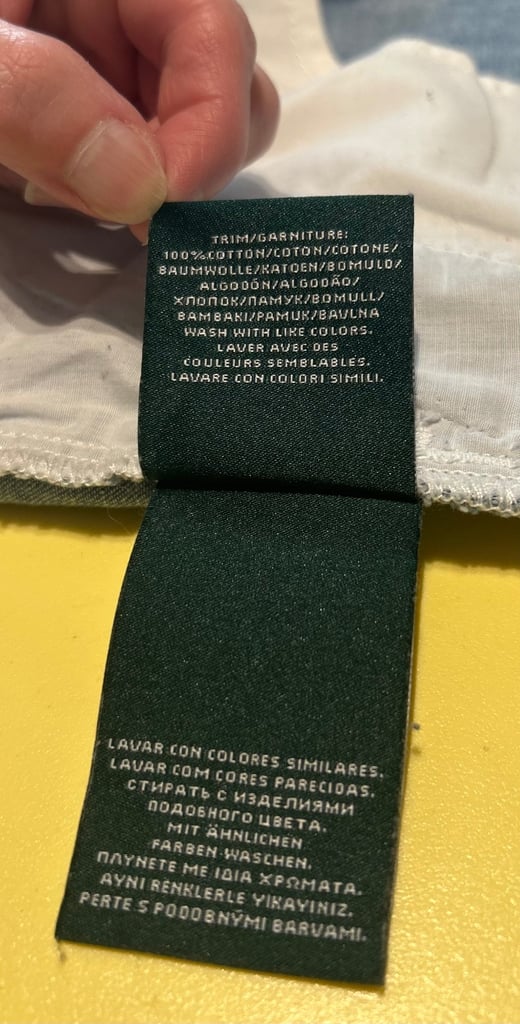 TRIM/GARNITURE:
100%COTTON/COTON/COTONE/
BAUMWOLLE/KATOEN/BOMULD/
ALGODÓN/ALGODÃO/
ХЛОПОК/ПАМУК/BOMULL/
BAMBAKI/PAMUK/BAVLNA
WASH WITH LIKE COLORS.
LAVER AVEC DES
COULEURS SEMBLABLES.
LAVARE CON COLORI SIMILI.
LAVAR CON COLORES SIMILARES.
LAVAR COM CORES PARECIDAS.
СТИРАТЬ С ИЗДЕЛИЯМИ
ПОДОБНОГО ЦВЕТА.
MIT ÄHNLICHEN
FARBEN WASCHEN.
ΠΛΥΝΕΤΕ ΜΕ ΙΔΙΑ ΧΡΩΜΑΤΑ.
AYNI RENKLERLE YIKAYINIZ.
PERTE S PODOBNÝMI BARVAMI.